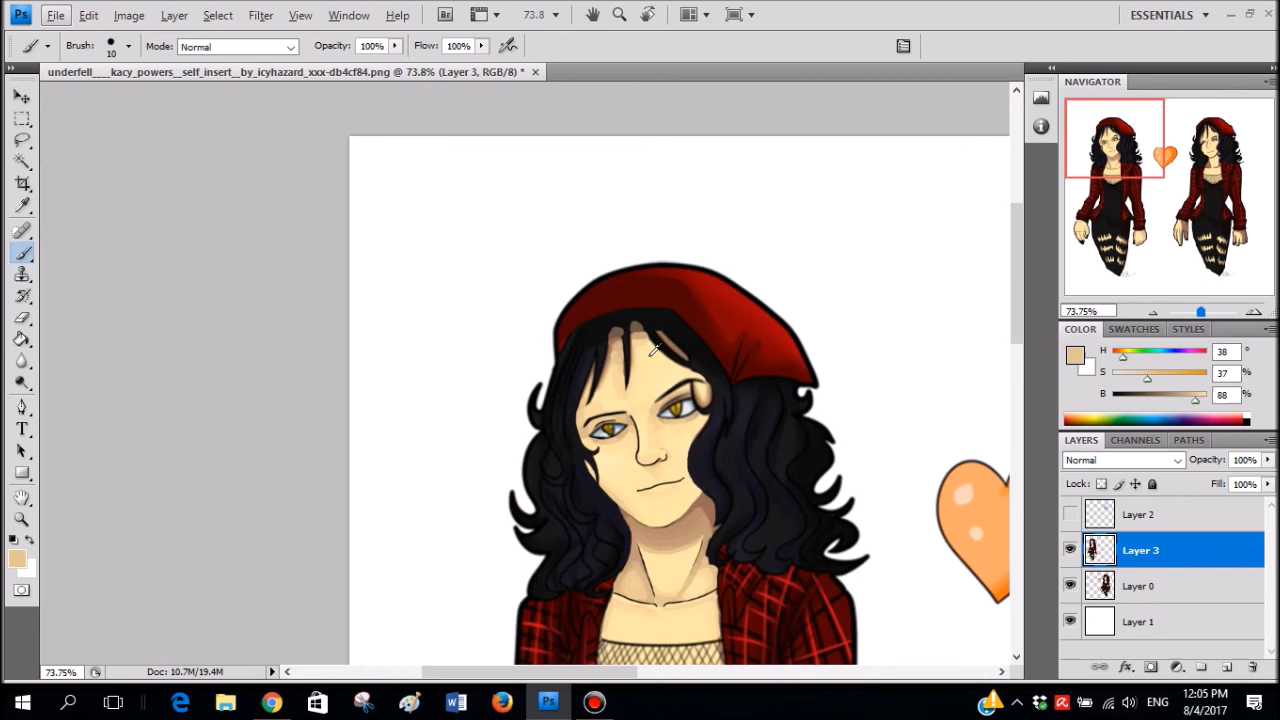 Ps File Edit Image Layer Select Filter View Window Help Br 73.8 ESSENTIALS
Brush: 10 Mode: Normal Opacity: 100% Flow: 100%
underfell____kacy_powers__self_insert__by_icyhazard_xxx-db4cf84.png @ 73.8% (Layer 3, RGB/8) *
NAVIGATOR
73.75%
COLOR SWATCHES STYLES
H 38 °
S 37 %
B 88 %
LAYERS CHANNELS PATHS
Normal Opacity: 100%
Lock: Fill: 100%
Layer 2
Layer 3
Layer 0
Layer 1
73.75% Doc: 10.7M/19.4M
ENG 12:05 PM
8/4/2017